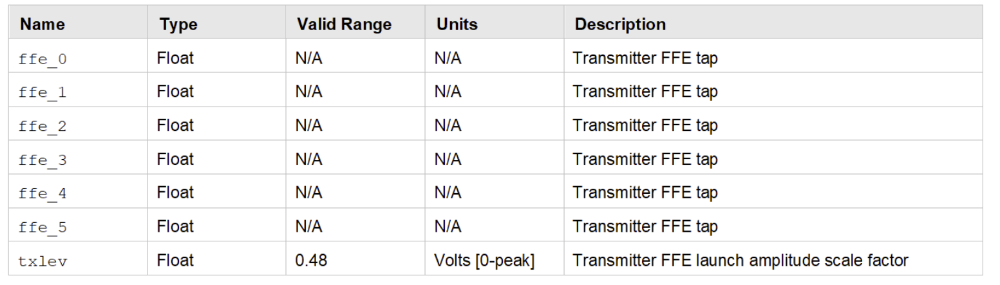 Name Type Valid Range Units Description
ffe_0 Float N/A N/A Transmitter FFE tap
ffe_1 Float N/A N/A Transmitter FFE tap
ffe_2 Float N/A N/A Transmitter FFE tap
ffe_3 Float N/A N/A Transmitter FFE tap
ffe_4 Float N/A N/A Transmitter FFE tap
ffe_5 Float N/A N/A Transmitter FFE tap
txlev Float 0.48 Volts [0-peak] Transmitter FFE launch amplitude scale factor